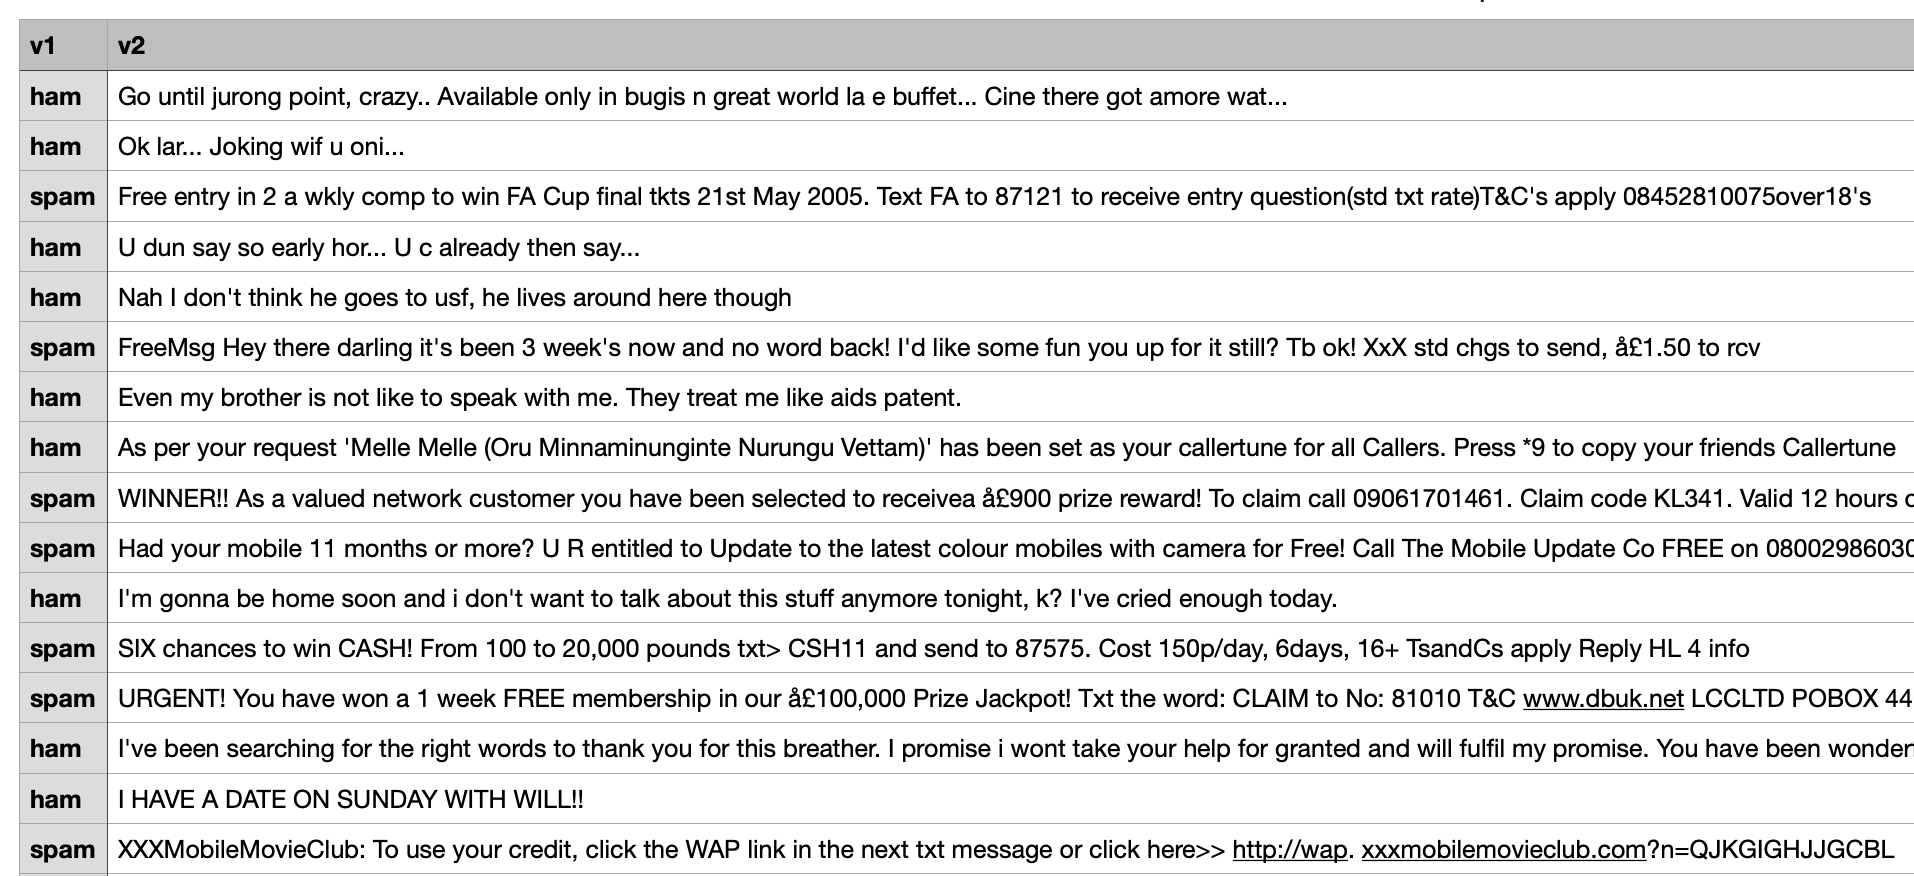 v1 v2
ham Go until jurong point, crazy.. Available only in bugis n great world la e buffet... Cine there got amore wat...
ham Ok lar... Joking wif u oni...
spam Free entry in 2 a wkly comp to win FA Cup final tkts 21st May 2005. Text FA to 87121 to receive entry question(std txt rate)T&C's apply 08452810075over18's
ham U dun say so early hor... U c already then say...
ham Nah I don't think he goes to usf, he lives around here though
spam FreeMsg Hey there darling it's been 3 week's now and no word back! I'd like some fun you up for it still? Tb ok! XxX std chgs to send, å£1.50 to rcv
ham Even my brother is not like to speak with me. They treat me like aids patent.
ham As per your request 'Melle Melle (Oru Minnaminunginte Nurungu Vettam)' has been set as your callertune for all Callers. Press *9 to copy your friends Callertune
spam WINNER!! As a valued network customer you have been selected to receivea å£900 prize reward! To claim call 09061701461. Claim code KL341. Valid 12 hours
spam Had your mobile 11 months or more? U R entitled to Update to the latest colour mobiles with camera for Free! Call The Mobile Update Co FREE on 08002986030
ham I'm gonna be home soon and i don't want to talk about this stuff anymore tonight, k? I've cried enough today.
spam SIX chances to win CASH! From 100 to 20,000 pounds txt> CSH11 and send to 87575. Cost 150p/day, 6days, 16+ TsandCs apply Reply HL 4 info
spam URGENT! You have won a 1 week FREE membership in our å£100,000 Prize Jackpot! Txt the word: CLAIM to No: 81010 T&C www.dbuk.net LCCLTD POBOX 44
ham I've been searching for the right words to thank you for this breather. I promise i wont take your help for granted and will fulfil my promise. You have been
ham I HAVE A DATE ON SUNDAY WITH WILL!!
spam XXXMobileMovieClub: To use your credit, click the WAP link in the next txt message or click here>> http://wap. xxxmobilemovieclub.com?n=QJKGIGHJJGCBL